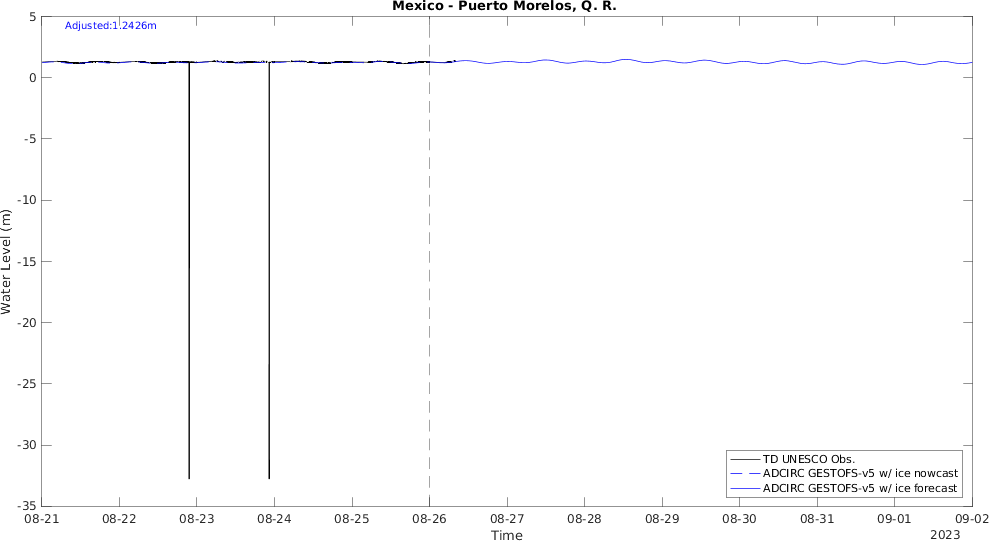 Mexico - Puerto Morelos, Q. R.
Adjusted:1.2426m
5
0
-5
-10
-15
-20
-25
-30
-35
Water Level (m)
TD UNESCO Obs.
ADCIRC GESTOFS-v5 w/ ice nowcast
ADCIRC GESTOFS-v5 w/ ice forecast
08-21 08-22 08-23 08-24 08-25 08-26 08-27 08-28 08-29 08-30 08-31 09-01 09-02
Time
2023